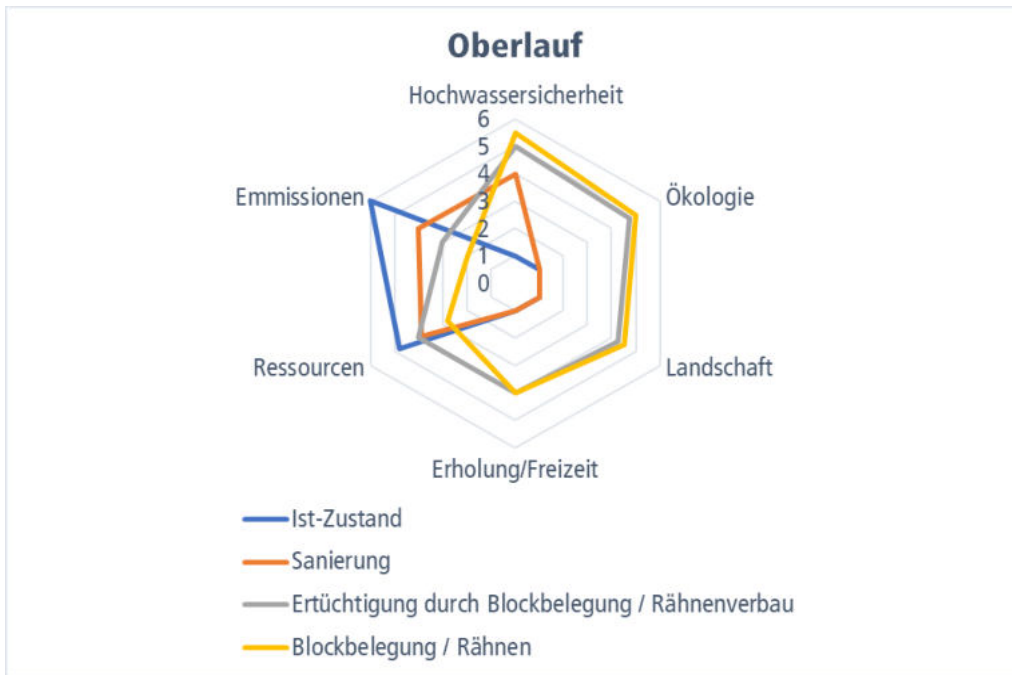 Oberlauf
Hochwassersicherheit
6
5
4
3
2
1
0
Emmissionen
Ökologie
Ressourcen
Landschaft
Erholung/Freizeit
Ist-Zustand
Sanierung
Ertüchtigung durch Blockbelegung / Rähnenverbau
Blockbelegung / Rähnen